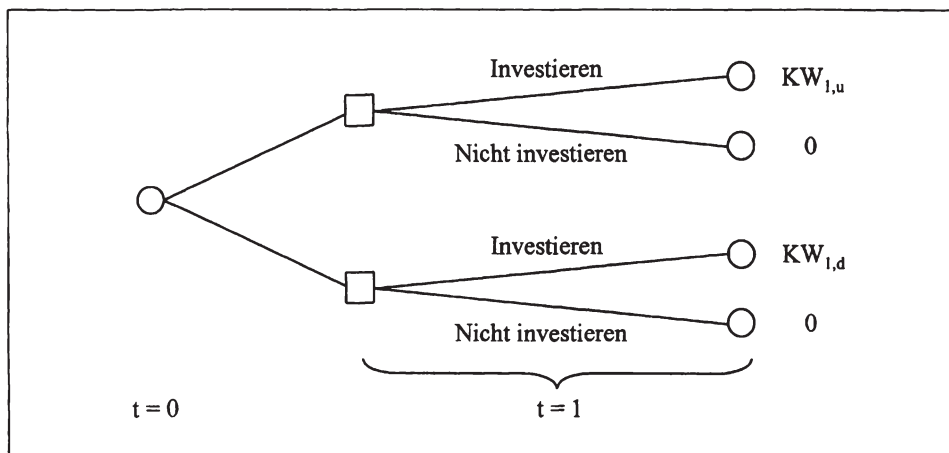 Investieren
KW1,u
Nicht investieren
0
Investieren
KW1,d
Nicht investieren
0
t = 0
t = 1